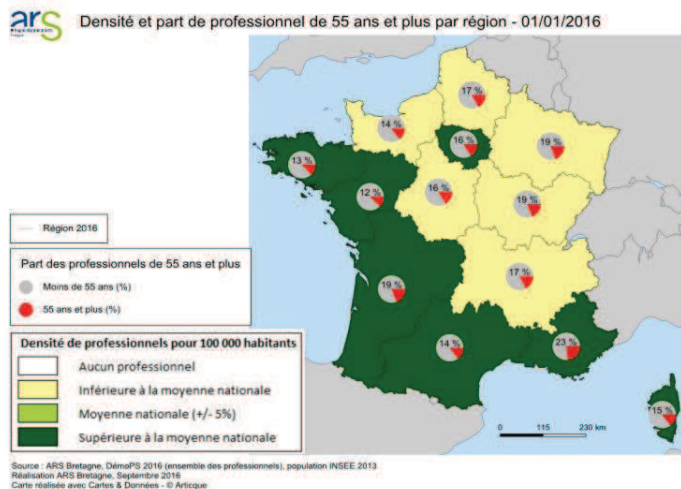 ars
Densité et part de professionnel de 55 ans et plus par région - 01/01/2016
17 %
14 %
16 %
19 %
13 %
12 %
16 %
19 %
17 %
19 %
14 %
23 %
15 %
Région 2016
Part des professionnels de 55 ans et plus
Moins de 55 ans (%)
55 ans et plus (%)
Densité de professionnels pour 100 000 habitants
Aucun professionnel
Inférieure à la moyenne nationale
Moyenne nationale (+/- 5%)
Supérieure à la moyenne nationale
0 115 230 km
Source : ARS Bretagne, DémoPS 2016 (ensemble des professionnels), population INSEE 2013
Réalisation ARS Bretagne, Septembre 2016
Carte réalisée avec Cartes & Données - © Articque